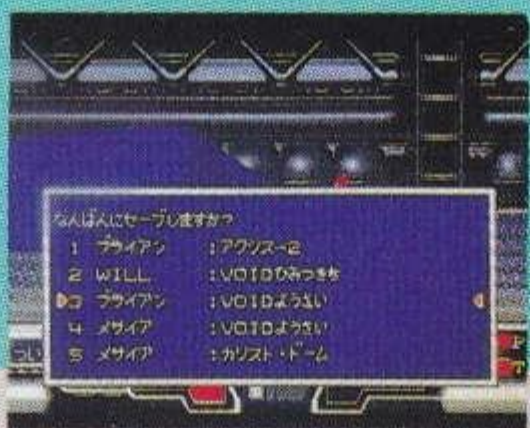 なんばんにセーブしますか?
1 ブライアン :アクシズ-2
2 WILL :VOIDひみつきち
3 ブライアン :VOIDようさい
4 メサイア :VOIDようさい
5 メサイア :カリスト・ドーム